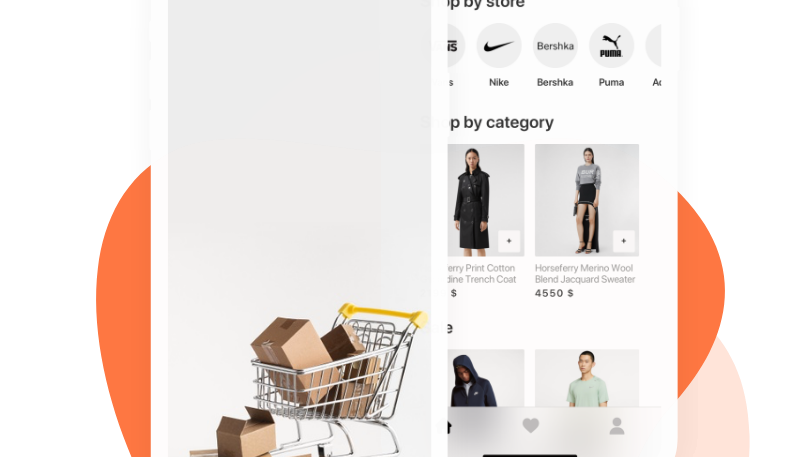 op by store
Bershka PUMA
s Nike Bershka Puma
p by category
+ +
erry Print Cotton
dine Trench Coat
$
Horseferry Merino Wool
Blend Jacquard Sweater
4550 $
e